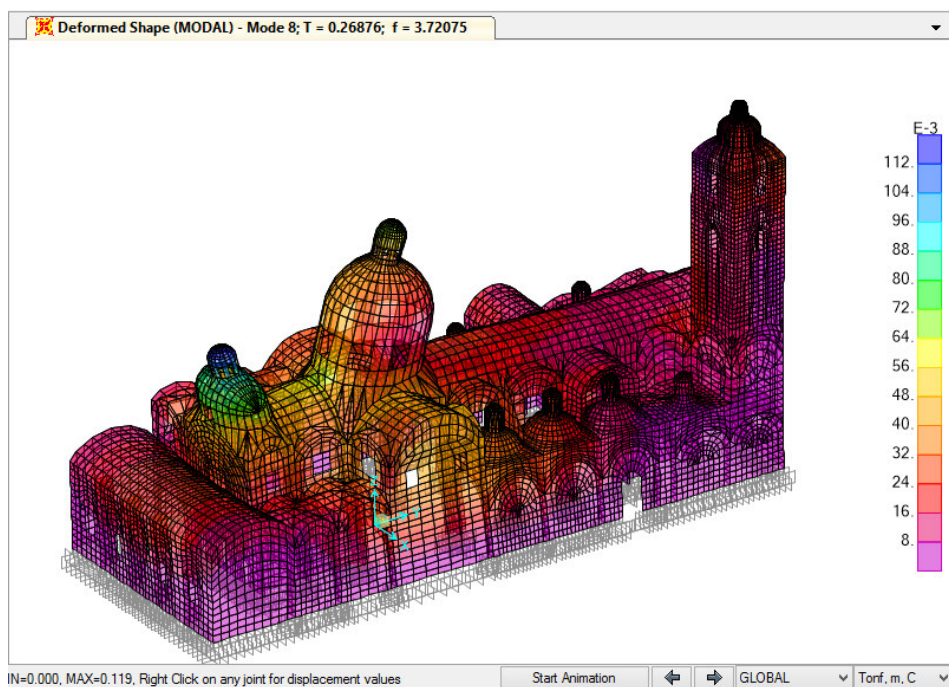 Deformed Shape (MODAL) - Mode 8; T = 0.26876; f = 3.72075
E-3
112.
104.
96.
88.
80.
72.
64.
56.
48.
40.
32.
24.
16.
8.
IN=0.000, MAX=0.119, Right Click on any joint for displacement values
Start Animation
GLOBAL
Tonf, m, C